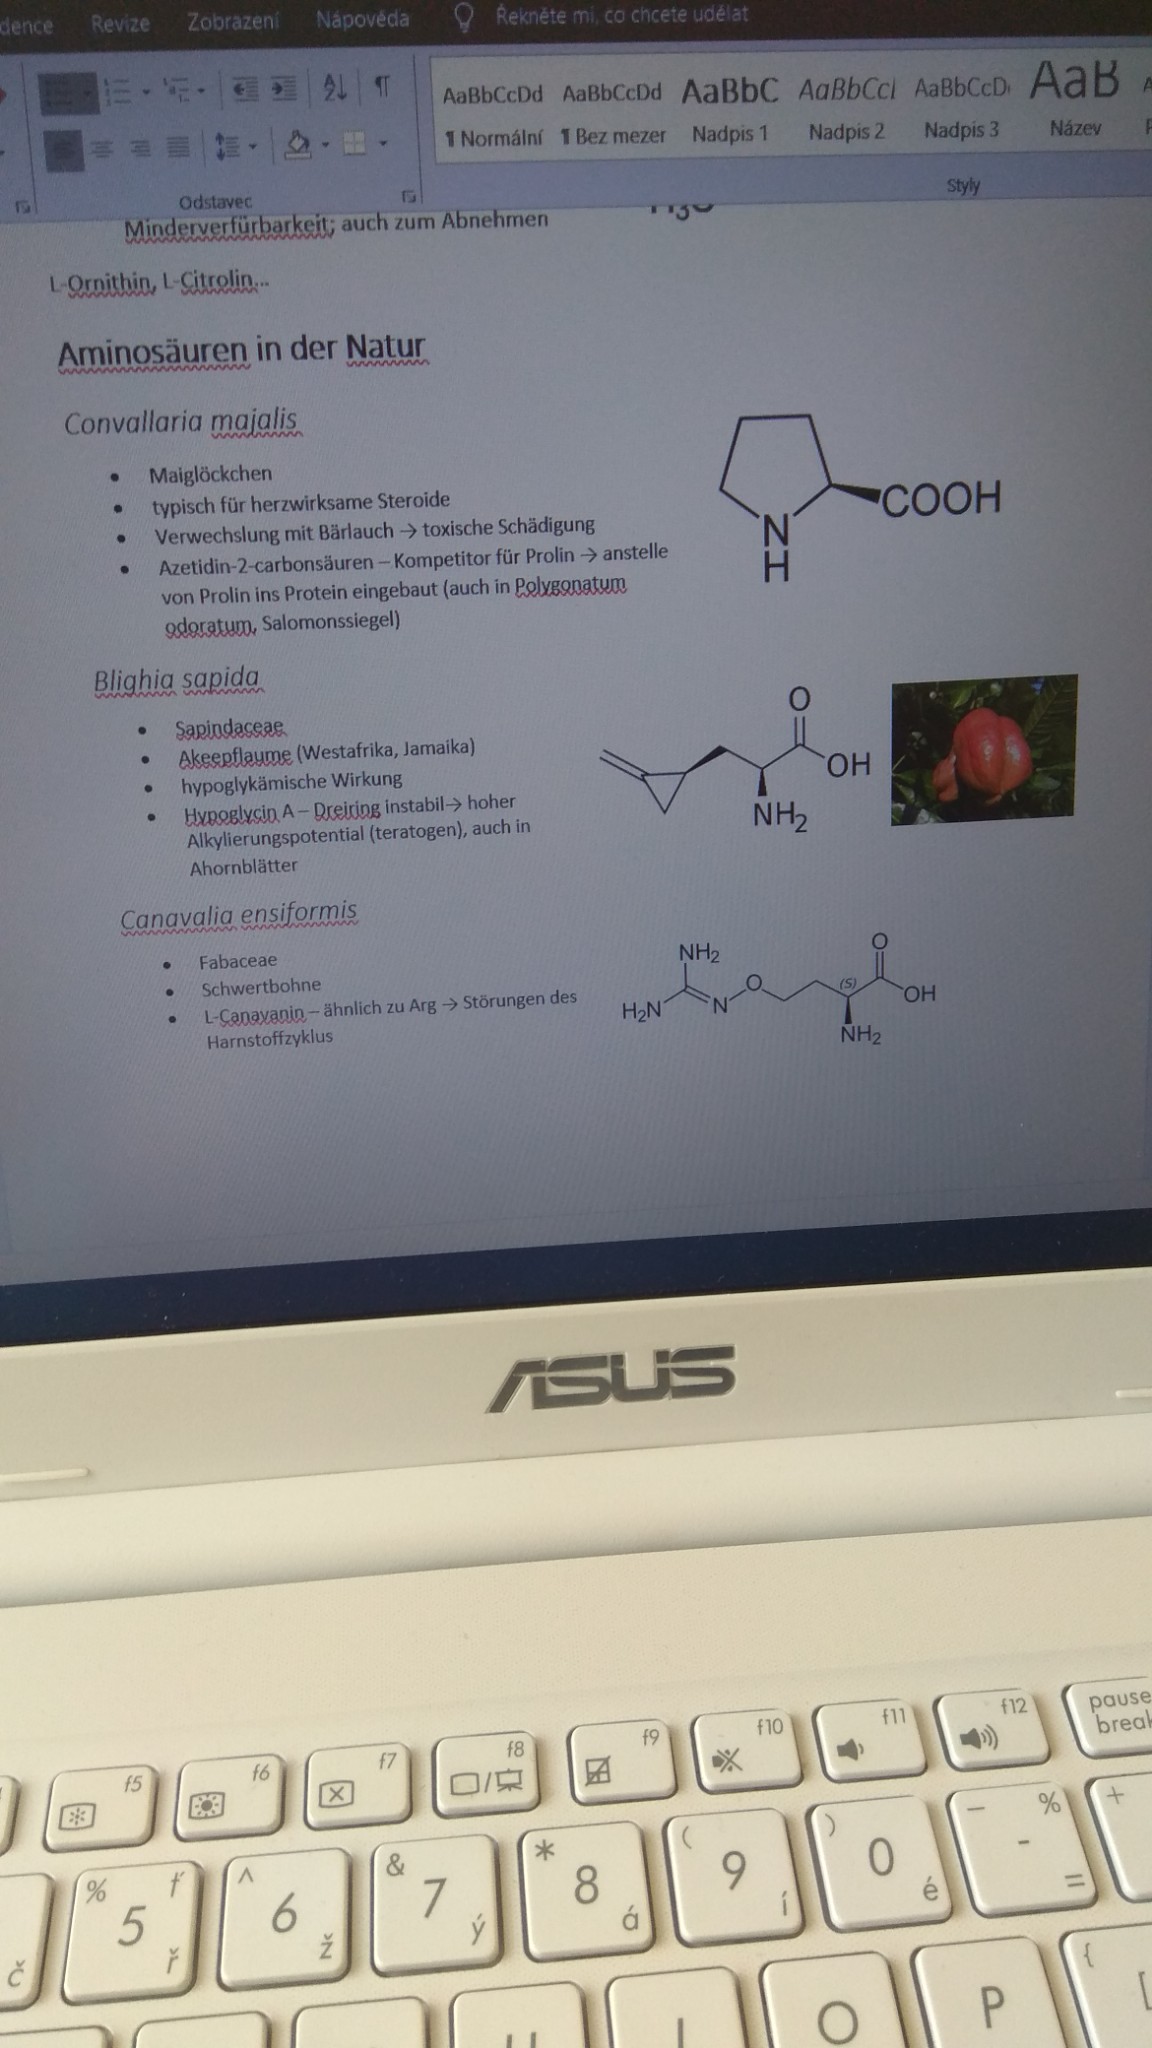 dence Revize Zobrazení Nápověda Řekněte mi, co chcete udělat
AaBbCcDd AaBbCcDd AaBbC AaBbCcI AaBbCcD AaB
¶ Normální ¶ Bez mezer Nadpis 1 Nadpis 2 Nadpis 3 Název
Odstavec Styly
Minderverfürbarkeit; auch zum Abnehmen
H3C
L-Ornithin, L-Citrolin...
Aminosäuren in der Natur
Convallaria majalis
• Maiglöckchen
• typisch für herzwirksame Steroide
• Verwechslung mit Bärlauch → toxische Schädigung
• Azetidin-2-carbonsäuren – Kompetitor für Prolin → anstelle
von Prolin ins Protein eingebaut (auch in Polygonatum
odoratum, Salomonssiegel)
N
H
COOH
Blighia sapida
• Sapindaceae
• Akeepflaume (Westafrika, Jamaika)
• hypoglykämische Wirkung
• Hypoglycin A – Dreiring instabil→ hoher
Alkylierungspotential (teratogen), auch in
Ahornblätter
O
OH
NH2
Canavalia ensiformis
• Fabaceae
• Schwertbohne
• L-Canavanin – ähnlich zu Arg → Störungen des
Harnstoffzyklus
NH2
H2N
N
O
(S)
O
OH
NH2
ASUS
f5 f6 f7 f8 f9 f10 f11 f12 pause
break
% 5 ř ^ 6 ž & 7 ý * 8 á ( 9 í ) 0 é % - = +
č
O P { [